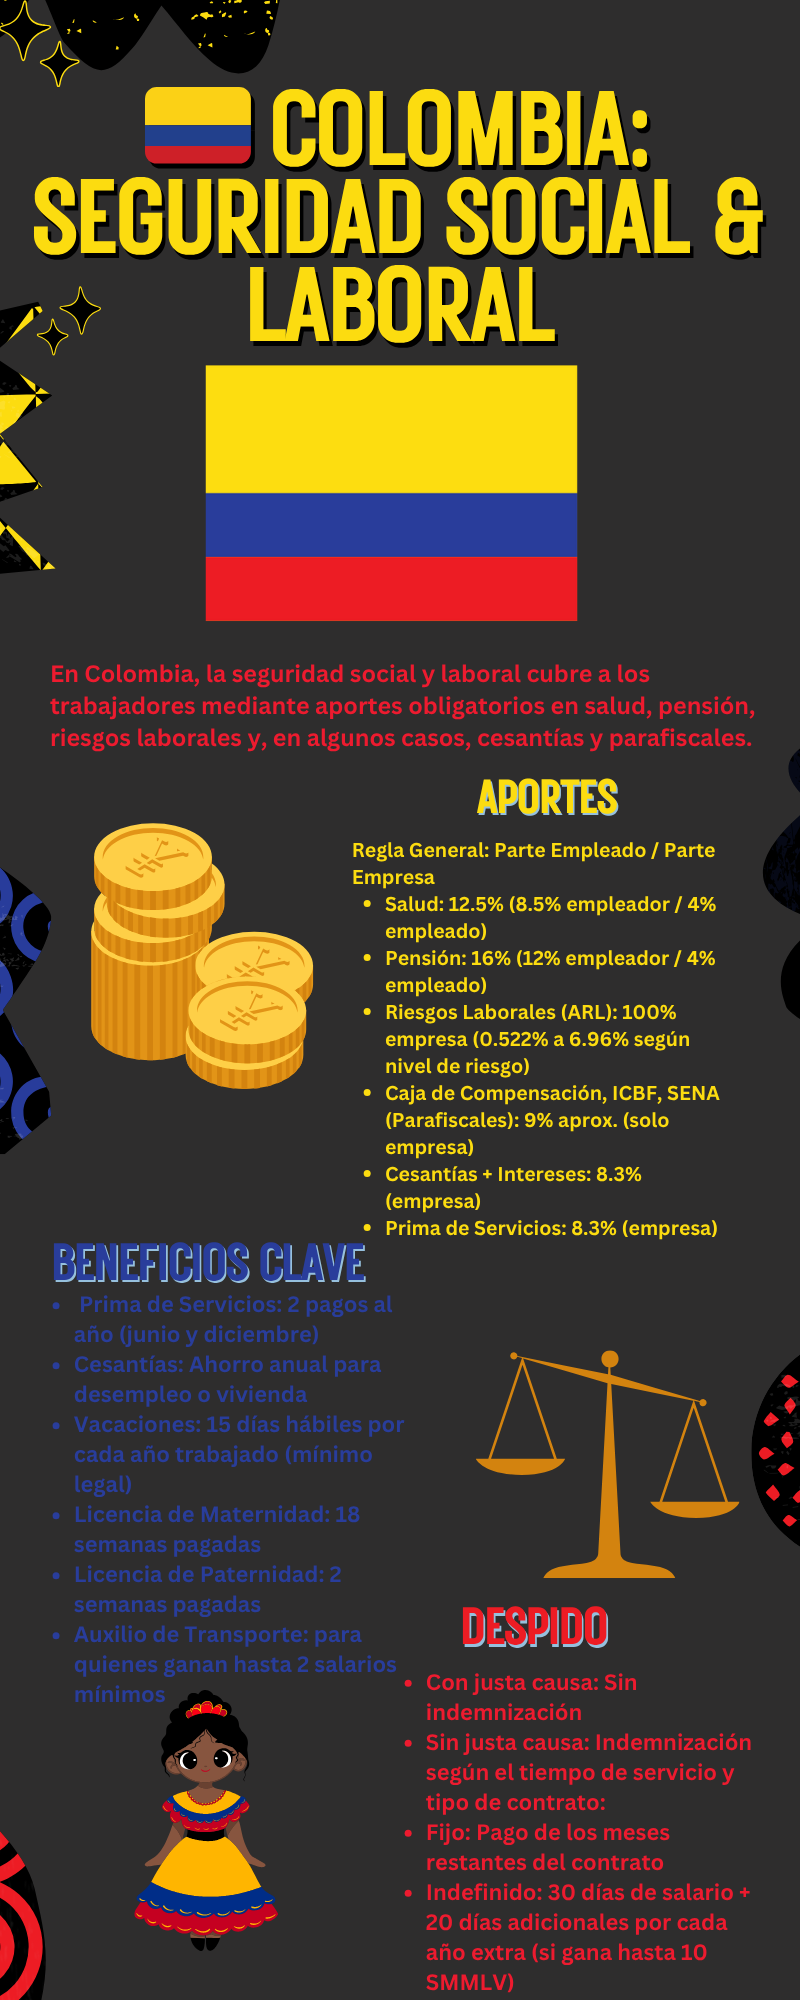 COLOMBIA:
SEGURIDAD SOCIAL &
LABORAL
En Colombia, la seguridad social y laboral cubre a los
trabajadores mediante aportes obligatorios en salud, pensión,
riesgos laborales y, en algunos casos, cesantías y parafiscales.
APORTES
Regla General: Parte Empleado / Parte
Empresa
• Salud: 12.5% (8.5% empleador / 4%
empleado)
• Pensión: 16% (12% empleador / 4%
empleado)
• Riesgos Laborales (ARL): 100%
empresa (0.522% a 6.96% según
nivel de riesgo)
• Caja de Compensación, ICBF, SENA
(Parafiscales): 9% aprox. (solo
empresa)
• Cesantías + Intereses: 8.3%
(empresa)
• Prima de Servicios: 8.3% (empresa)
BENEFICIOS CLAVE
• Prima de Servicios: 2 pagos al
año (junio y diciembre)
• Cesantías: Ahorro anual para
desempleo o vivienda
• Vacaciones: 15 días hábiles por
cada año trabajado (mínimo
legal)
• Licencia de Maternidad: 18
semanas pagadas
• Licencia de Paternidad: 2
semanas pagadas
• Auxilio de Transporte: para
quienes ganan hasta 2 salarios
mínimos
DESPIDO
• Con justa causa: Sin
indemnización
• Sin justa causa: Indemnización
según el tiempo de servicio y
tipo de contrato:
• Fijo: Pago de los meses
restantes del contrato
• Indefinido: 30 días de salario +
20 días adicionales por cada
año extra (si gana hasta 10
SMMLV)